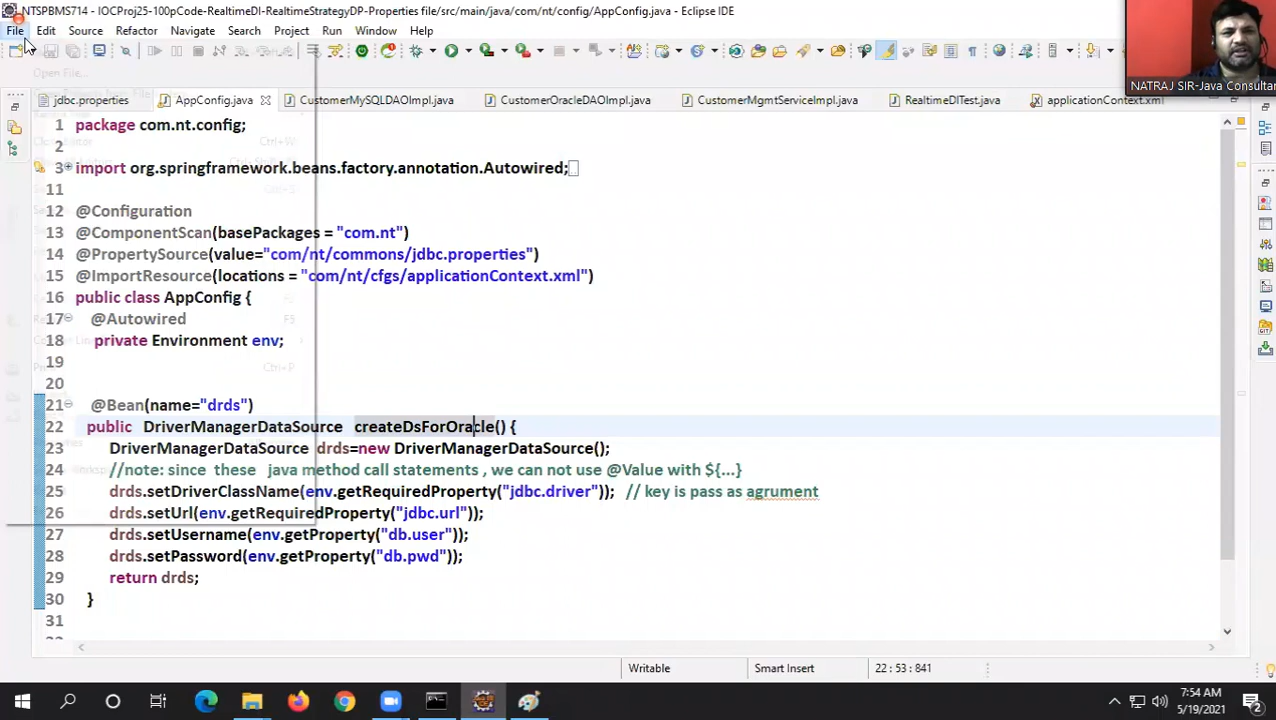 NTSPBMS714 - IOCProj25-100pCode-RealtimeDI-RealtimeStrategyDP-Properties file/src/main/java/com/nt/config/AppConfig.java - Eclipse IDE
File Edit Source Refactor Navigate Search Project Run Window Help
Open File...
NATRAJ SIR-Java Consultan
jdbc.properties AppConfig.java CustomerMySQLDAOImpl.java CustomerOracleDAOImpl.java CustomerMgmtServiceImpl.java RealtimeDITest.java applicationContext.xml
1 package com.nt.config;
2
3 import org.springframework.beans.factory.annotation.Autowired;
11
12 @Configuration
13 @ComponentScan(basePackages = "com.nt")
14 @PropertySource(value="com/nt/commons/jdbc.properties")
15 @ImportResource(locations = "com/nt/cfgs/applicationContext.xml")
16 public class AppConfig {
17 @Autowired
18 private Environment env;
19
20
21 @Bean(name="drds")
22 public DriverManagerDataSource createDsForOracle() {
23 DriverManagerDataSource drds=new DriverManagerDataSource();
24 //note: since these java method call statements , we can not use @Value with ${...}
25 drds.setDriverClassName(env.getRequiredProperty("jdbc.driver")); // key is pass as agrument
26 drds.setUrl(env.getRequiredProperty("jdbc.url"));
27 drds.setUsername(env.getProperty("db.user"));
28 drds.setPassword(env.getProperty("db.pwd"));
29 return drds;
30 }
31
Writable Smart Insert 22 : 53 : 841
7:54 AM
5/19/2021
2